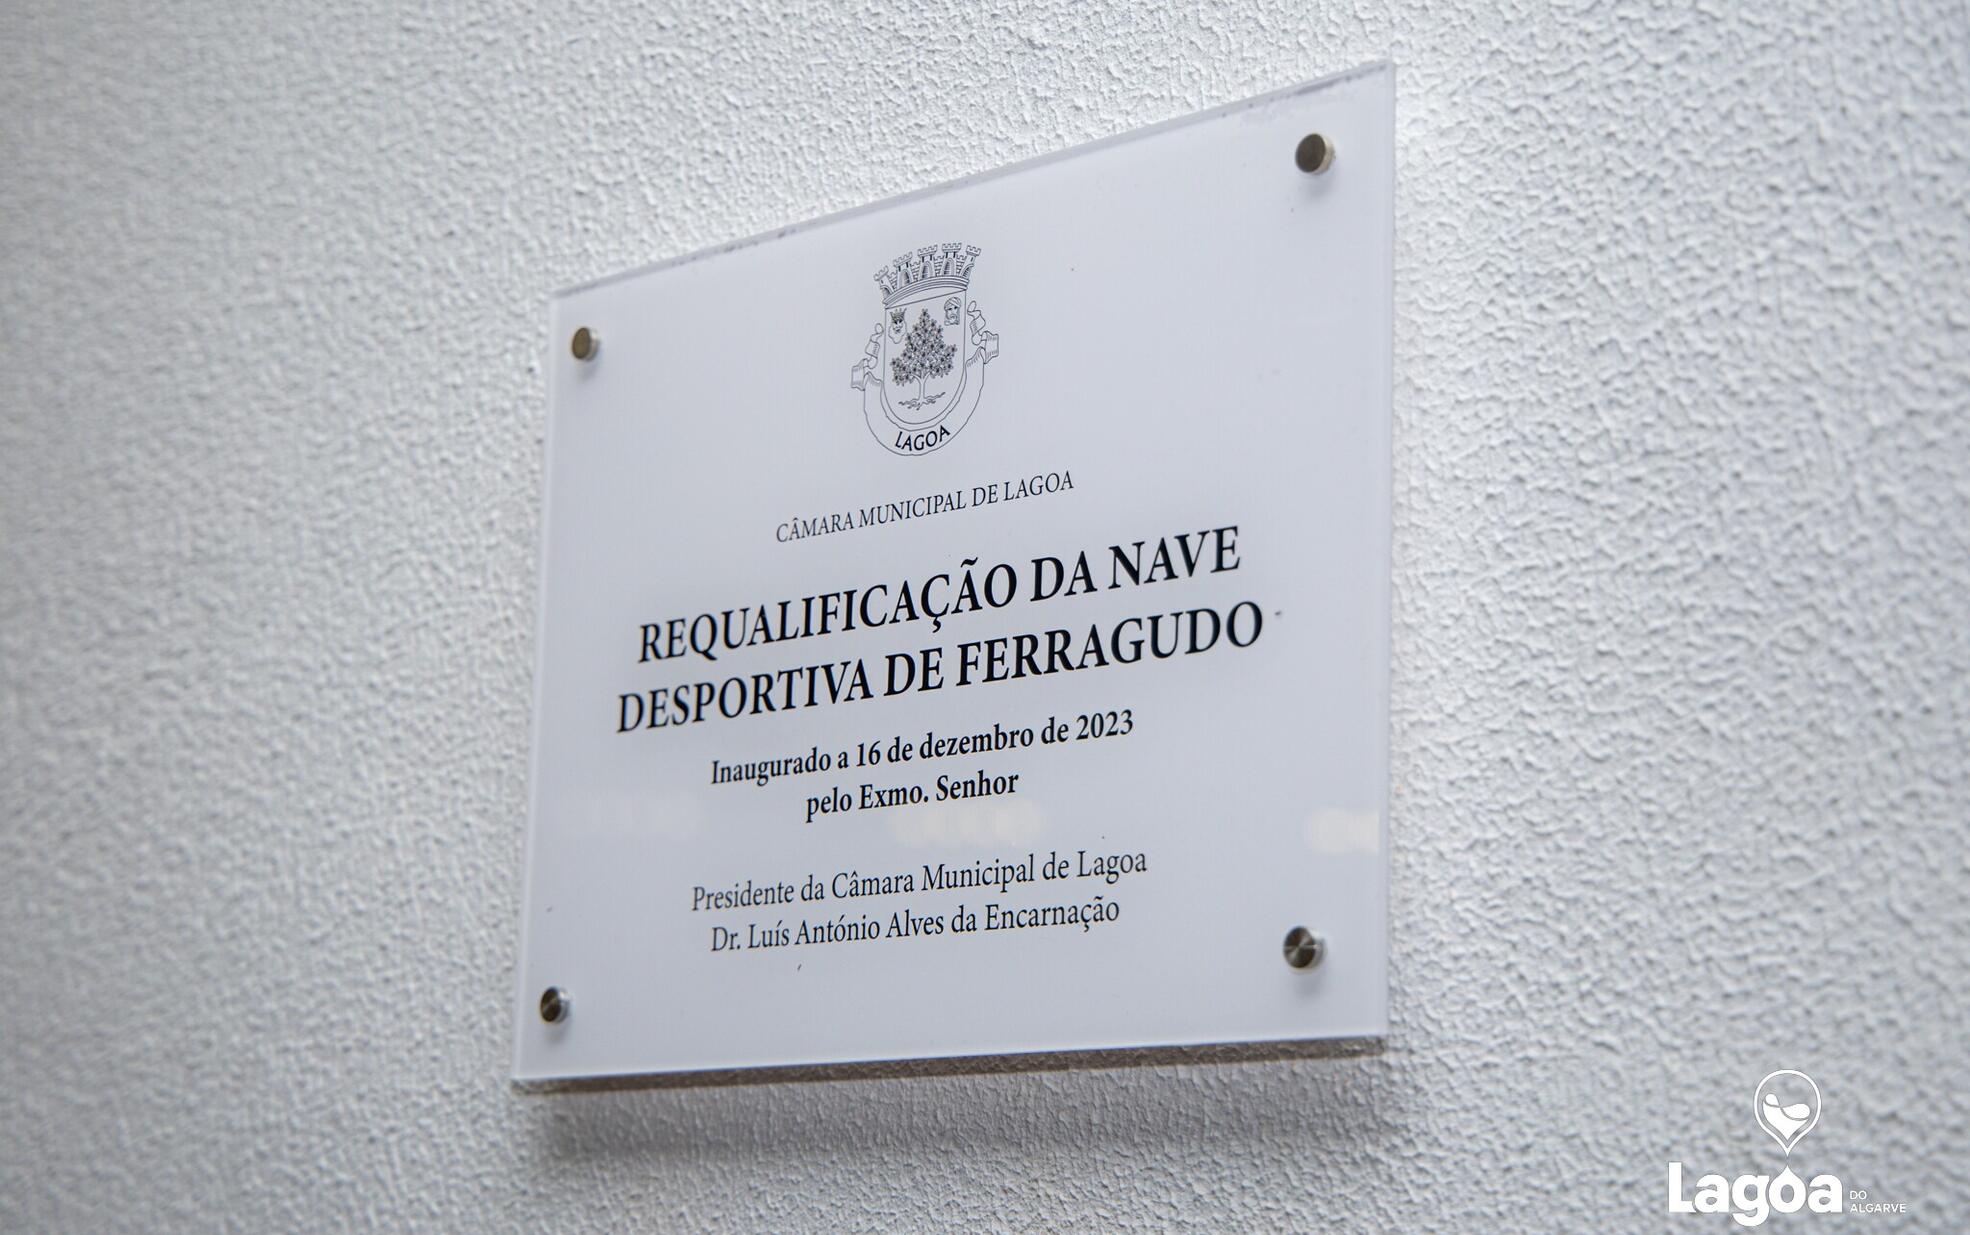 LAGOA
CÂMARA MUNICIPAL DE LAGOA
REQUALIFICAÇÃO DA NAVE
DESPORTIVA DE FERRAGUDO
Inaugurado a 16 de dezembro de 2023
pelo Exmo. Senhor
Presidente da Câmara Municipal de Lagoa
Dr. Luís António Alves da Encarnação
Lagoa DO
ALGARVE